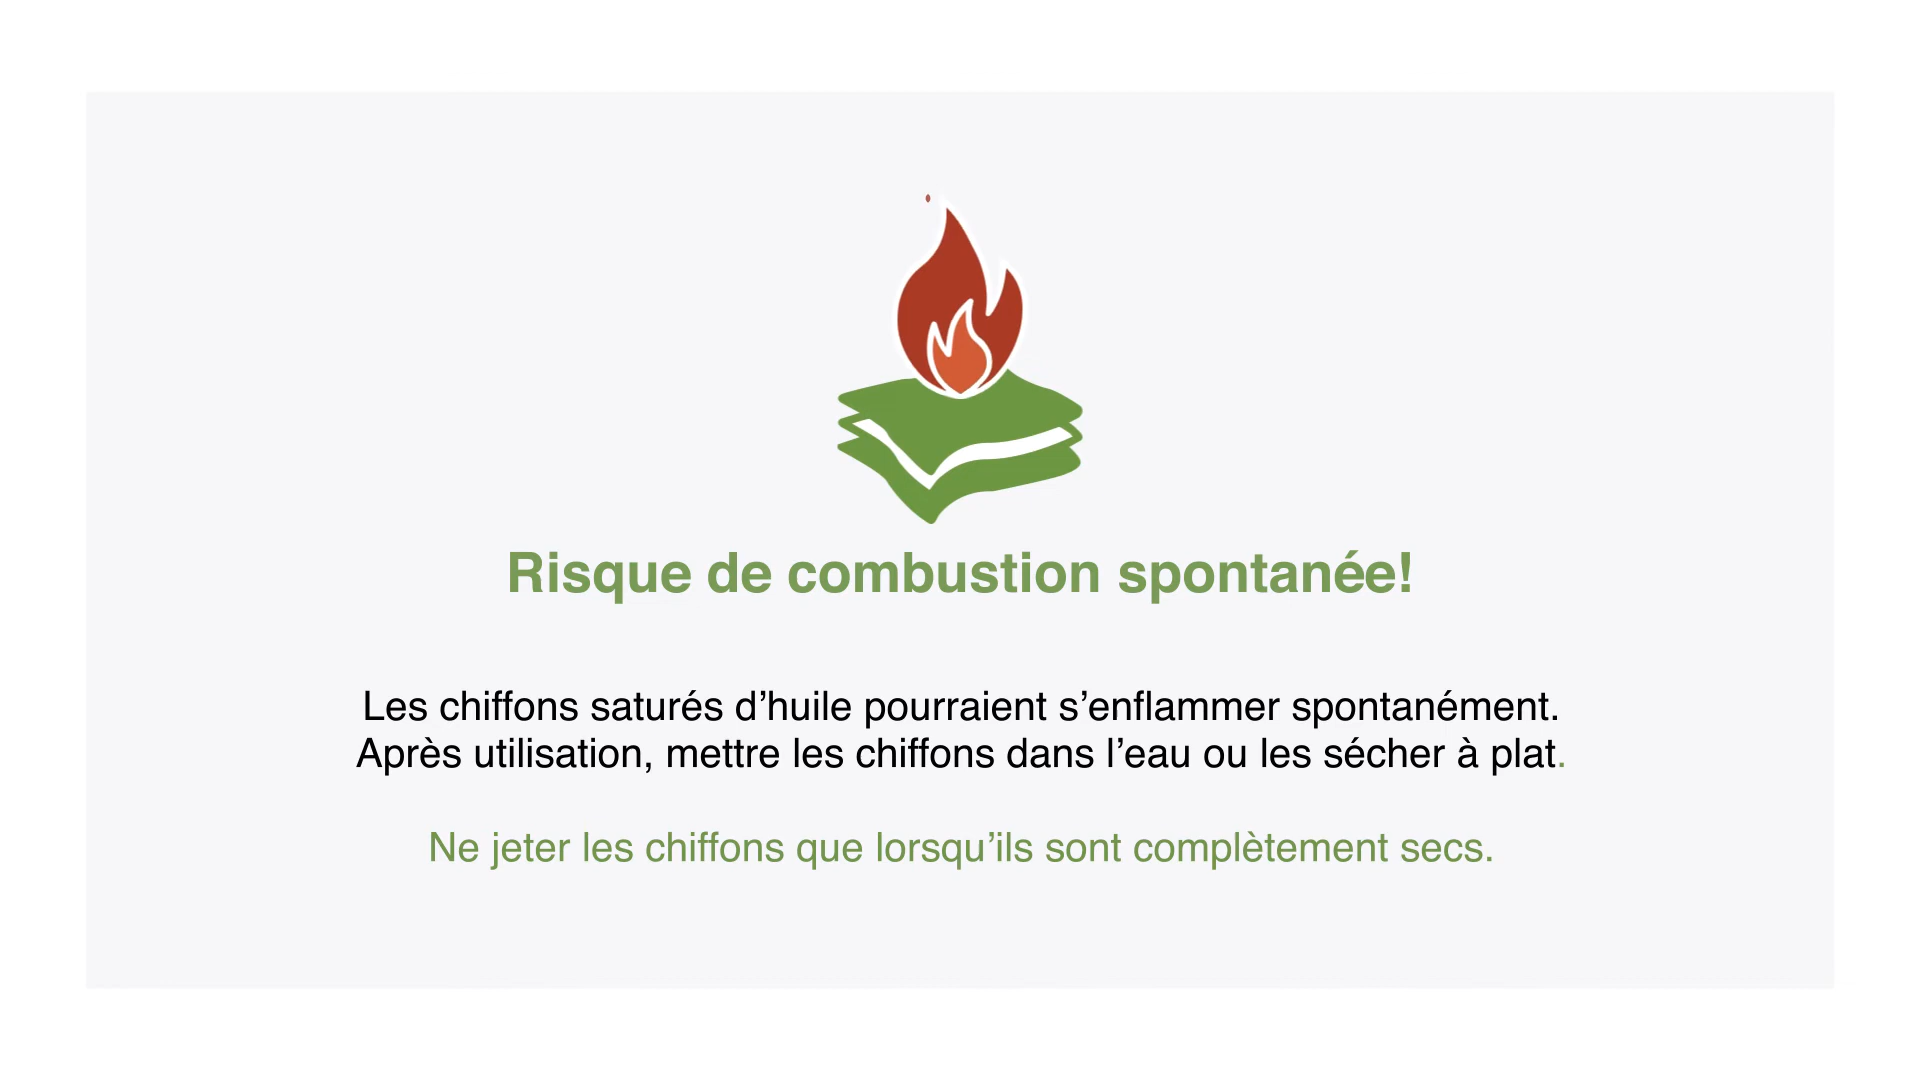 Risque de combustion spontanée!
Les chiffons saturés d’huile pourraient s’enflammer spontanément.
Après utilisation, mettre les chiffons dans l’eau ou les sécher à plat.
Ne jeter les chiffons que lorsqu’ils sont complètement secs.